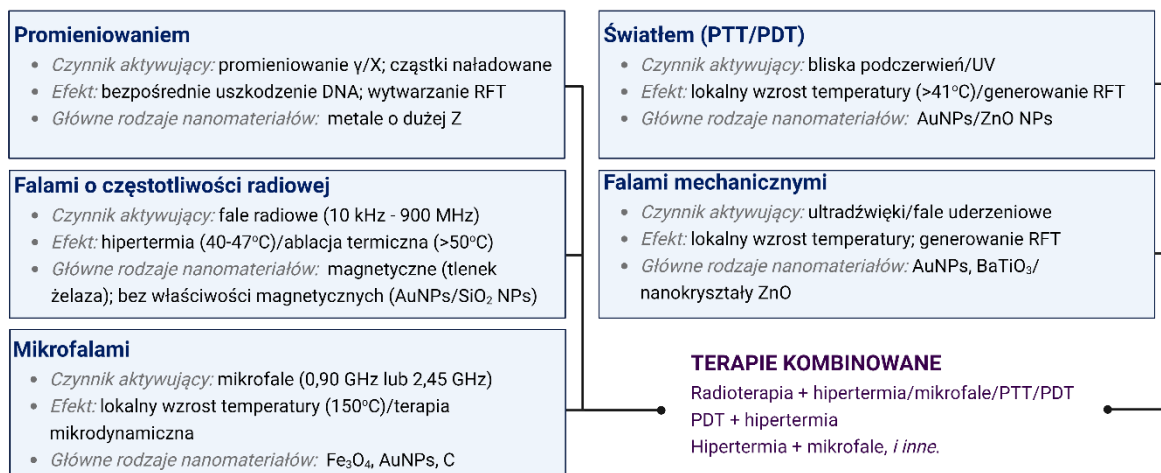 Promieniowaniem
• Czynnik aktywujący: promieniowanie γ/X; cząstki naładowane
• Efekt: bezpośrednie uszkodzenie DNA; wytwarzanie RFT
• Główne rodzaje nanomateriałów: metale o dużej Z
Falami o częstotliwości radiowej
• Czynnik aktywujący: fale radiowe (10 kHz - 900 MHz)
• Efekt: hipertermia (40-47°C)/ablacja termiczna (>50°C)
• Główne rodzaje nanomateriałów: magnetyczne (tlenek
żelaza); bez właściwości magnetycznych (AuNPs/SiO₂ NPs)
Mikrofalami
• Czynnik aktywujący: mikrofale (0,90 GHz lub 2,45 GHz)
• Efekt: lokalny wzrost temperatury (150°C)/terapia
mikrodynamiczna
• Główne rodzaje nanomateriałów: Fe₃O₄, AuNPs, C
Światłem (PTT/PDT)
• Czynnik aktywujący: bliska podczerwień/UV
• Efekt: lokalny wzrost temperatury (>41°C)/generowanie RFT
• Główne rodzaje nanomateriałów: AuNPs/ZnO NPs
Falami mechanicznymi
• Czynnik aktywujący: ultradźwięki/fale uderzeniowe
• Efekt: lokalny wzrost temperatury; generowanie RFT
• Główne rodzaje nanomateriałów: AuNPs, BaTiO₃/
nanokryształy ZnO
TERAPIE KOMBINOWANE
Radioterapia + hipertermia/mikrofale/PTT/PDT
PDT + hipertermia
Hipertermia + mikrofale, i inne.